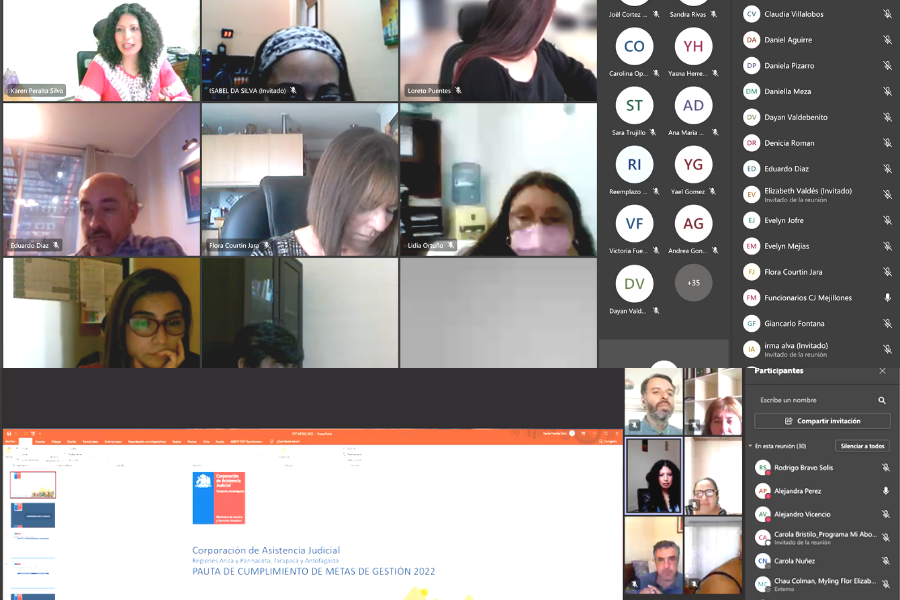 Karen Peralta Silva
ISABEL DA SILVA (Invitado)
Loreto Puentes
Eduardo Diaz
Flora Courtin Jara
Lidia Ortuño
Joël Cortez ...
Sandra Rivas
CO
YH
Carolina Op...
Yasna Herre...
ST
AD
Sara Trujillo
Ana Maria ...
RI
YG
Reemplazo ...
Yael Gomez
VF
AG
Victoria Fue...
Andrea Gon...
DV
+35
Dayan Vald...
CV Claudia Villalobos
DA Daniel Aguirre
DP Daniela Pizarro
DM Daniella Meza
DV Dayan Valdebenito
DR Denicia Roman
ED Eduardo Diaz
EV Elizabeth Valdés (Invitado)
Invitado de la reunión
EJ Evelyn Jofre
EM Evelyn Mejias
FJ Flora Courtin Jara
FM Funcionarios CJ Mejillones
GF Giancarlo Fontana
IA irma alva (Invitado)
Invitado de la reunión
Corporación
de Asistencia
Judicial
Corporación de Asistencia Judicial
Regiones Arica y Parinacota, Tarapacá y Antofagasta
PAUTA DE CUMPLIMIENTO DE METAS DE GESTIÓN 2022
Participantes
Escribe un nombre
Compartir invitación
En esta reunión (30)
Silenciar a todos
RS Rodrigo Bravo Solis
AP Alejandra Perez
AV Alejandro Vicencio
CA Carola Bristilo_Programa Mi Abo...
Invitado de la reunión
CN Carola Nuñez
MC Chau Colman, Myling Flor Elizab...
Externo